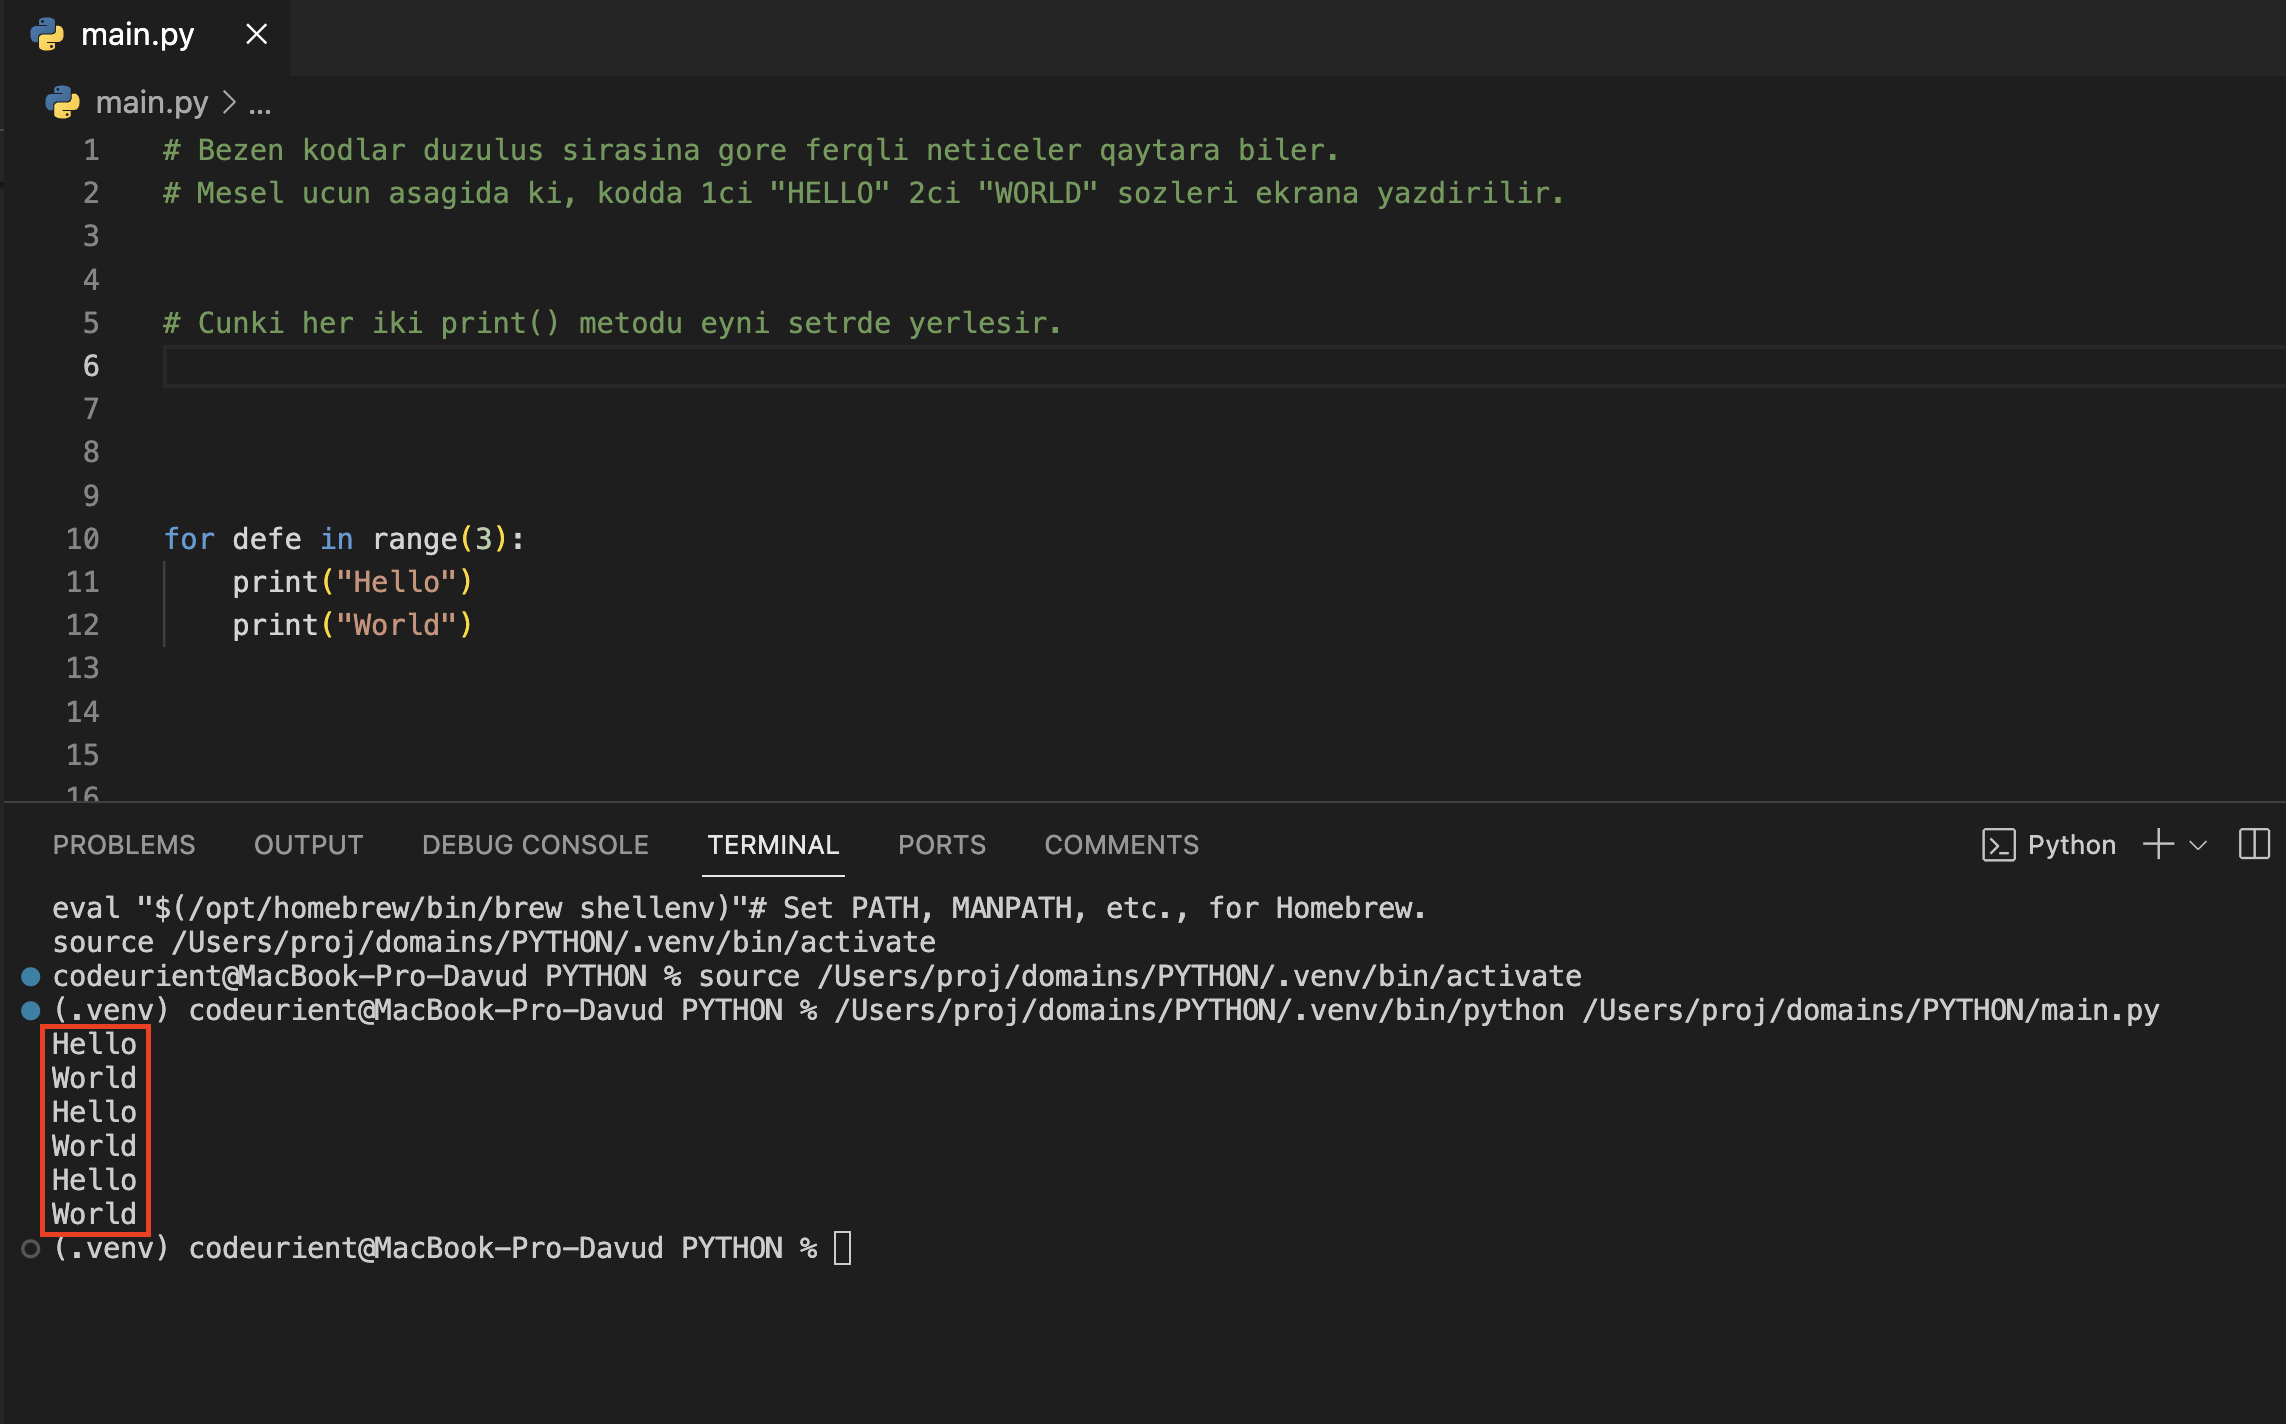 main.py
main.py > ...
1 # Bezen kodlar duzulus sirasina gore ferqli neticeler qaytara biler.
2 # Mesel ucun asagida ki, kodda 1ci "HELLO" 2ci "WORLD" sozleri ekrana yazdirilir.
3
4
5 # Cunki her iki print() metodu eyni setrde yerlesir.
6
7
8
9
10 for defe in range(3):
11     print("Hello")
12     print("World")
13
14
15
16
PROBLEMS OUTPUT DEBUG CONSOLE TERMINAL PORTS COMMENTS Python
eval "$(/opt/homebrew/bin/brew shellenv)"# Set PATH, MANPATH, etc., for Homebrew.
source /Users/proj/domains/PYTHON/.venv/bin/activate
codeurient@MacBook-Pro-Davud PYTHON % source /Users/proj/domains/PYTHON/.venv/bin/activate
(.venv) codeurient@MacBook-Pro-Davud PYTHON % /Users/proj/domains/PYTHON/.venv/bin/python /Users/proj/domains/PYTHON/main.py
Hello
World
Hello
World
Hello
World
(.venv) codeurient@MacBook-Pro-Davud PYTHON %